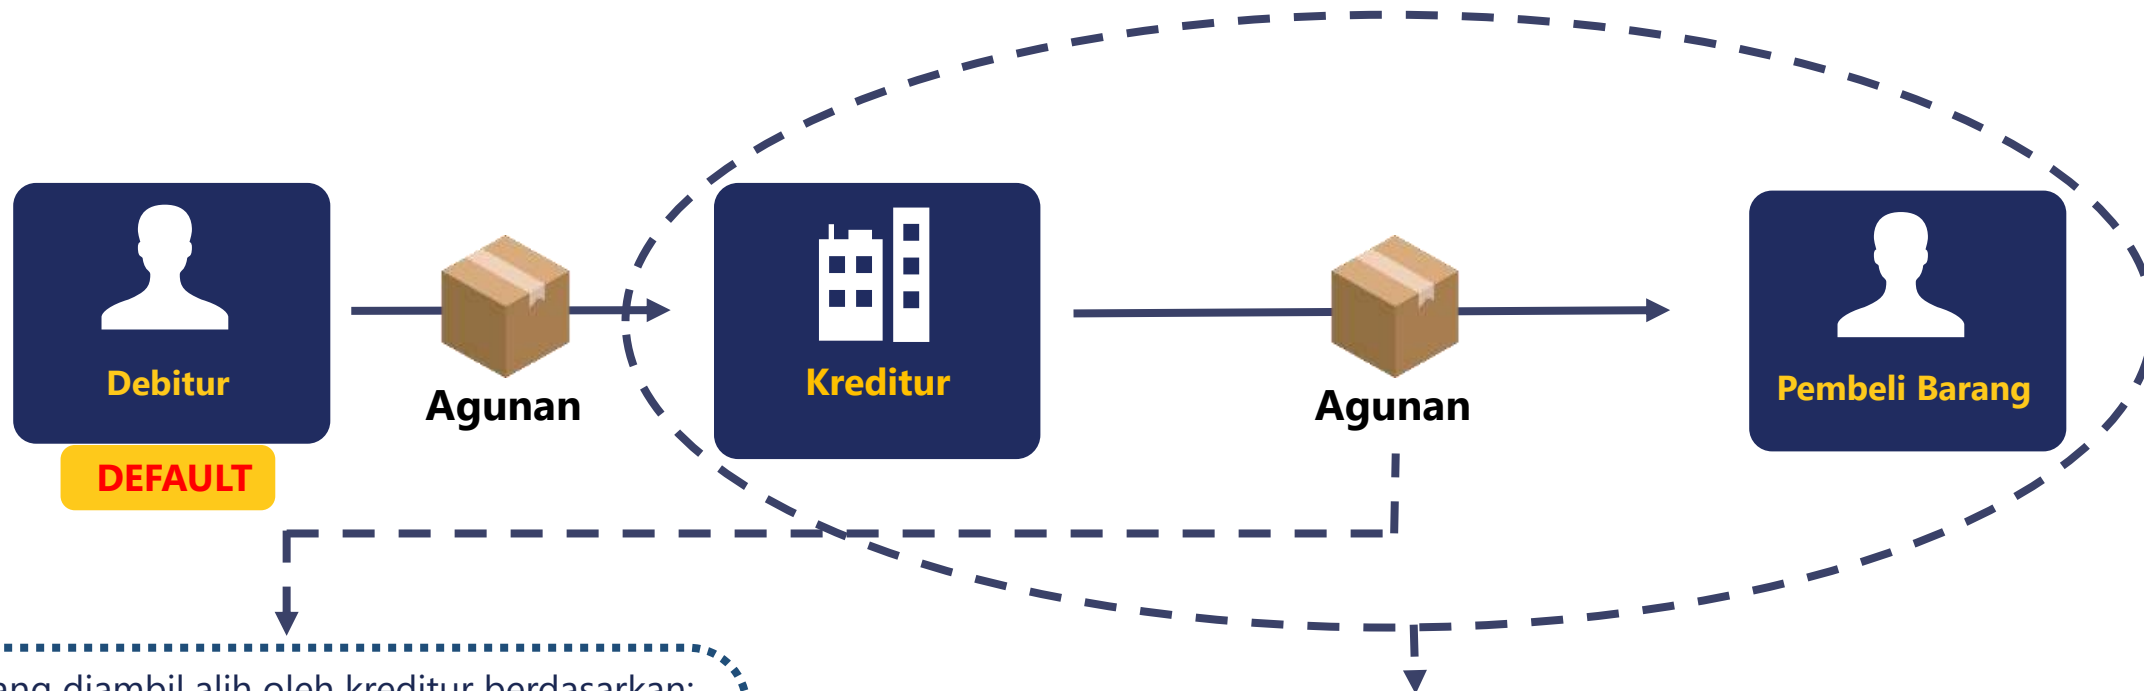 Debitur
Agunan
Kreditur
Agunan
Pembeli Barang
DEFAULT
diambil alih oleh kreditur berdasarkan: